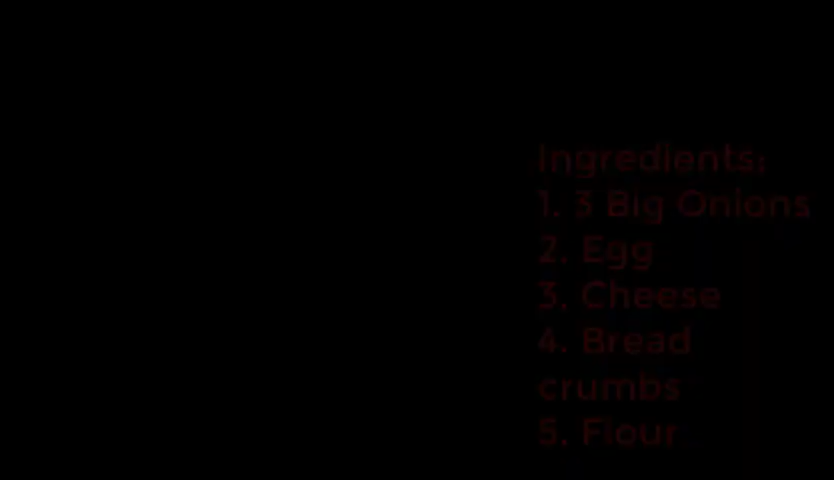 Ingredients:
1. 3 Big Onions
2. Egg
3. Cheese
4. Bread
crumbs
5. Flour